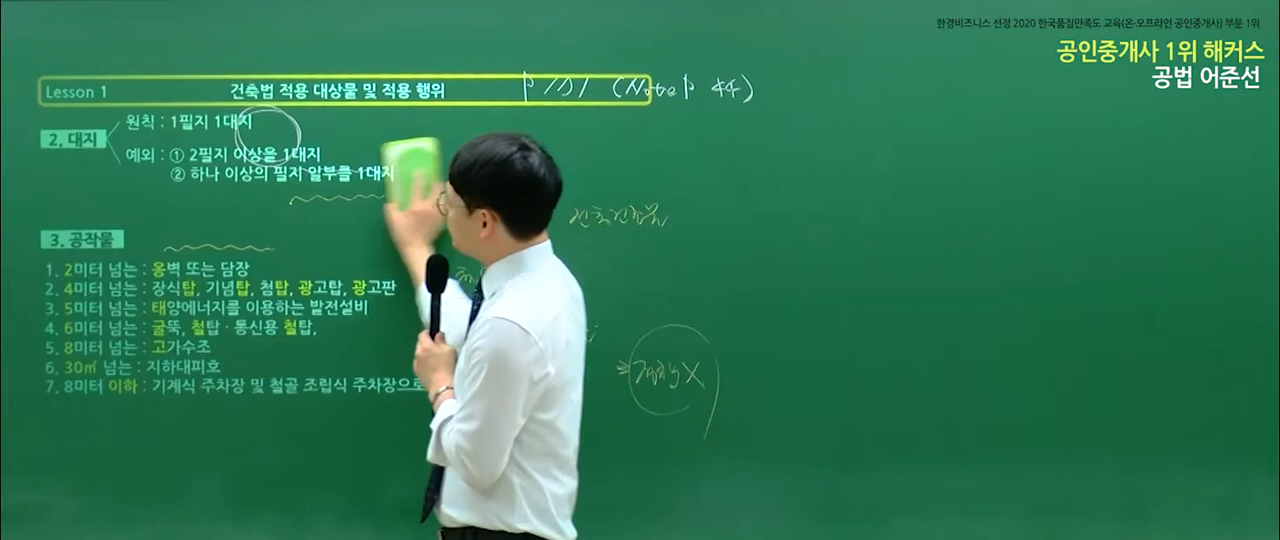 한경비즈니스 선정 2020 한국품질만족도 교육(온·오프라인 공인중개사) 부문 1위
공인중개사 1위 해커스
공법 어준선
Lesson 1 건축법 적용 대상물 및 적용 행위
2. 대지
원칙 : 1필지 1대지
예외 : ① 2필지 이상을 1대지
② 하나 이상의 필지 일부를 1대지
3. 공작물
1. 2미터 넘는 : 옹벽 또는 담장
2. 4미터 넘는 : 장식탑, 기념탑, 첨탑, 광고탑, 광고판
3. 5미터 넘는 : 태양에너지를 이용하는 발전설비
4. 6미터 넘는 : 굴뚝, 철탑 · 통신용 철탑,
5. 8미터 넘는 : 고가수조
6. 30㎡ 넘는 : 지하대피호
7. 8미터 이하 : 기계식 주차장 및 철골 조립식 주차장으로